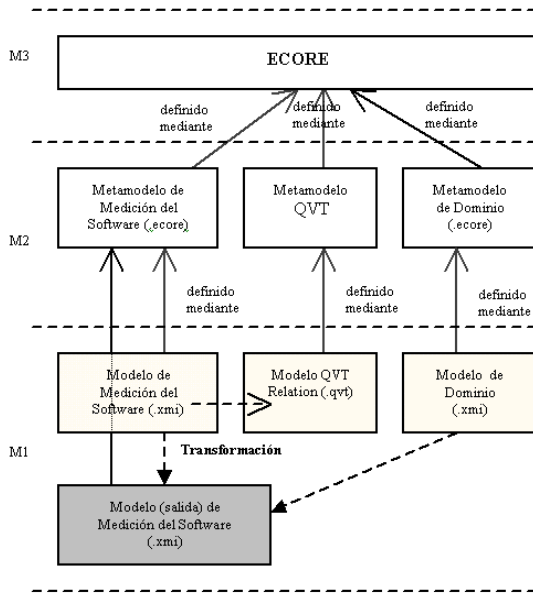 M3
ECORE
definido
mediante
definido
mediante
definido
mediante
M2
Metamodelo de
Medición del
Software (.ecore)
Metamodelo
QVT
Metamodelo
de Dominio
(.ecore)
definido
mediante
definido
mediante
definido
mediante
M1
Modelo de
Medición del
Software (.xmi)
Modelo QVT
Relation (.qvt)
Modelo de
Dominio
(.xmi)
Transformación
Modelo (salida) de
Medición del Software
(.xmi)